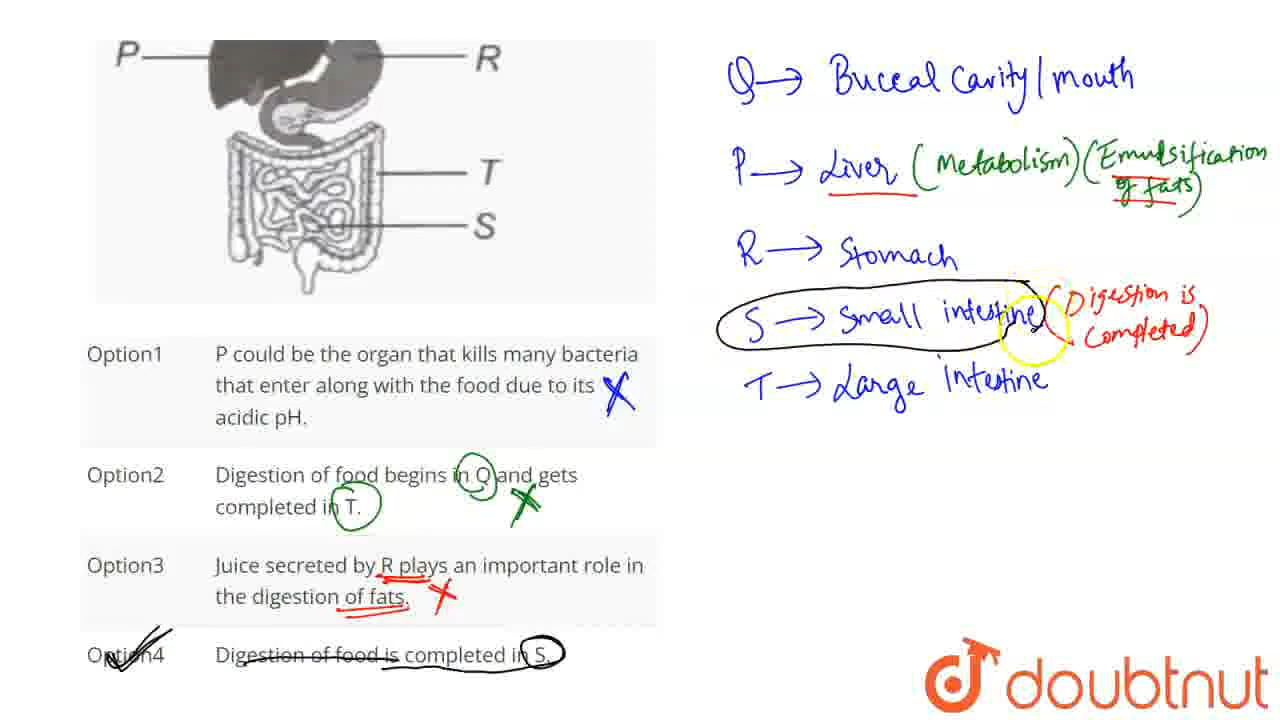 P
R
T
S
Q → Buccal Cavity/mouth
P → Liver (Metabolism) (Emulsification
of fats)
R → Stomach
S → Small intestine (Digestion is
completed)
T → Large intestine
Option1 P could be the organ that kills many bacteria
that enter along with the food due to its
acidic pH.
Option2 Digestion of food begins in Q and gets
completed in T.
Option3 Juice secreted by R plays an important role in
the digestion of fats.
Option4 Digestion of food is completed in S.
doubtnut